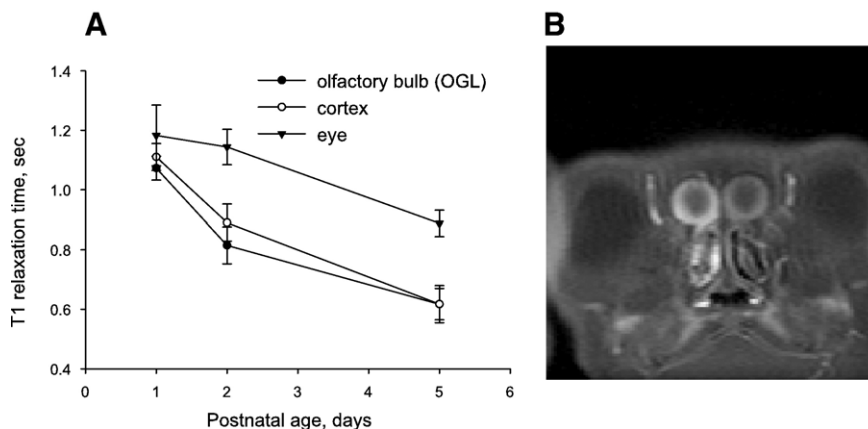 A
B
1.4
1.2
1.0
0.8
0.6
0.4
T1 relaxation time, sec
olfactory bulb (OGL)
cortex
eye
0 1 2 3 4 5 6
Postnatal age, days